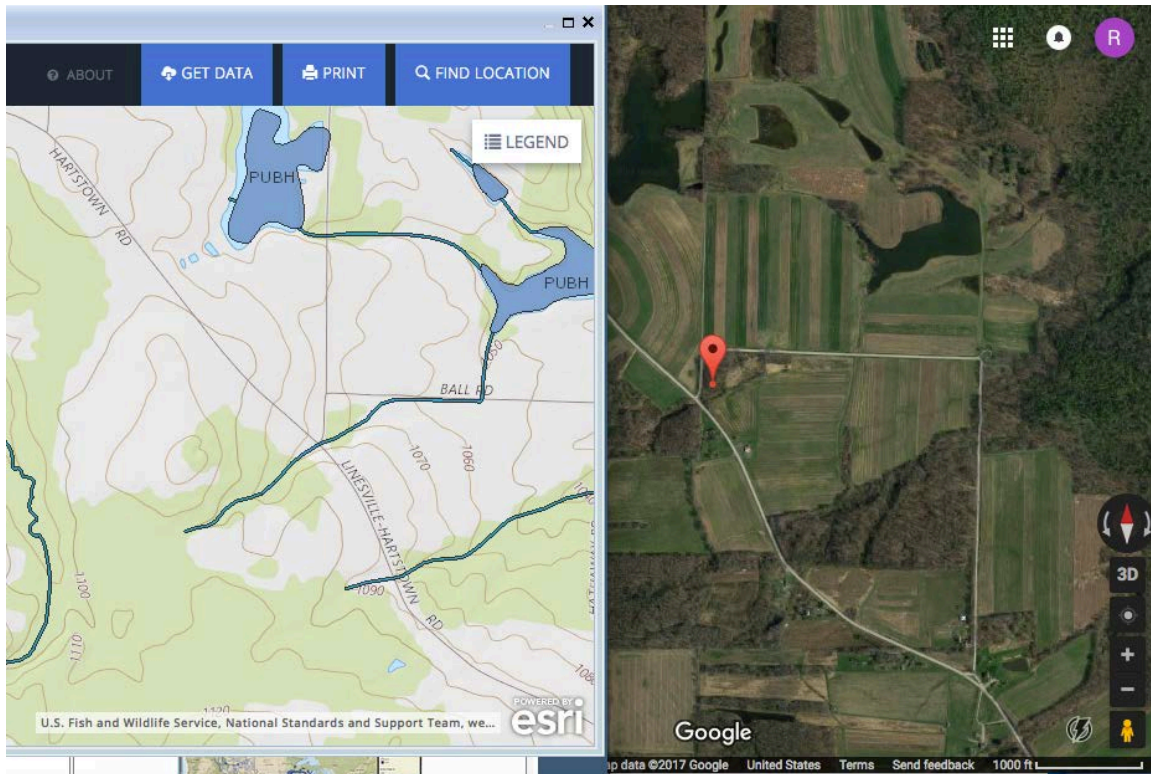 ABOUT
GET DATA
PRINT
FIND LOCATION
R
LEGEND
HARTSTOWN
RD
PUBH
PUBH
1050
BALL RD
1070
1060
LINESVILLE-HARTSTOWN
RD
1100
1090
1110
1120
U.S. Fish and Wildlife Service, National Standards and Support Team, we...
POWERED BY
esri
3D
Google
ap data ©2017 Google United States Terms Send feedback 1000 ft